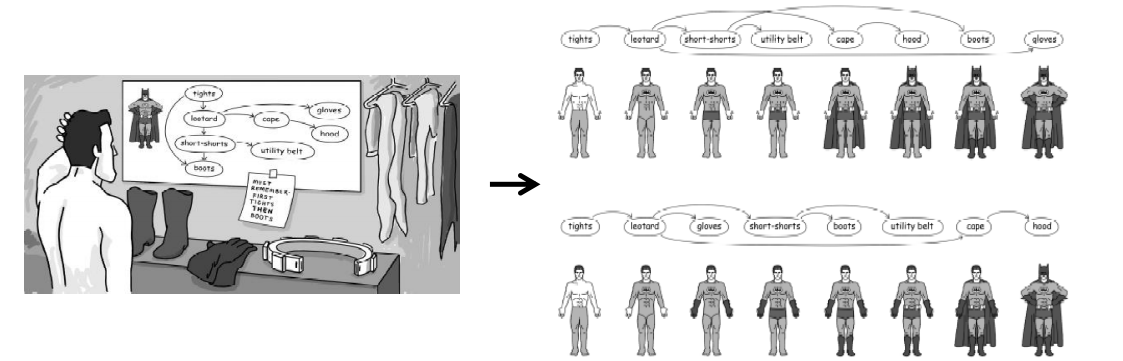 tights
leotard
gloves
cape
hood
short-shorts
utility belt
boots
MUST
REMEMBER-
FIRST
TIGHTS
THEN
BOOTS
tights leotard short-shorts utility belt cape hood boots gloves
tights leotard gloves short-shorts boots utility belt cape hood